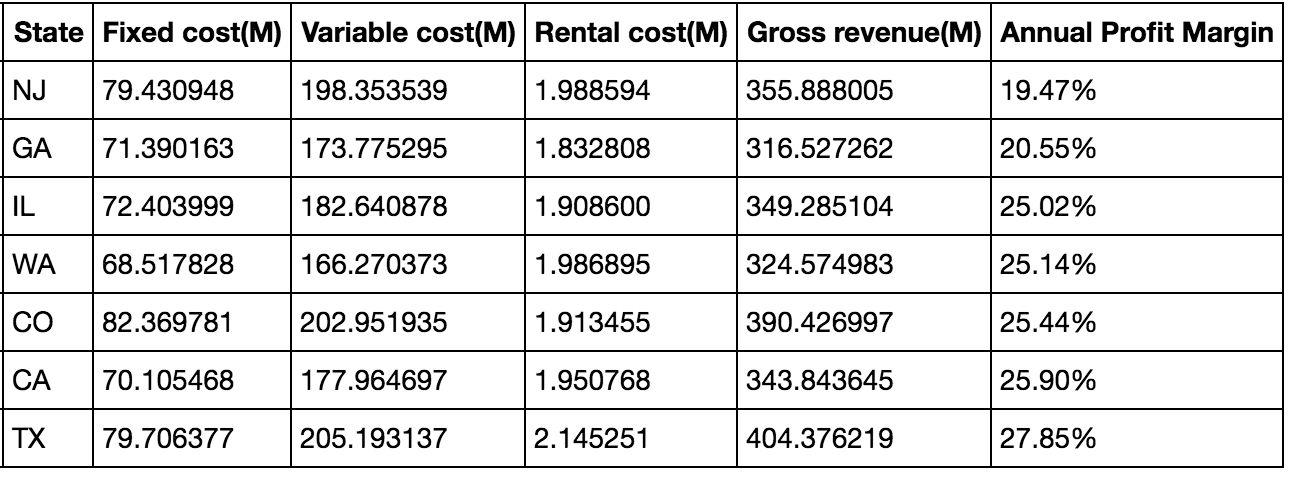 State Fixed cost(M) Variable cost(M) Rental cost(M) Gross revenue(M) Annual Profit Margin
NJ 79.430948 198.353539 1.988594 355.888005 19.47%
GA 71.390163 173.775295 1.832808 316.527262 20.55%
IL 72.403999 182.640878 1.908600 349.285104 25.02%
WA 68.517828 166.270373 1.986895 324.574983 25.14%
CO 82.369781 202.951935 1.913455 390.426997 25.44%
CA 70.105468 177.964697 1.950768 343.843645 25.90%
TX 79.706377 205.193137 2.145251 404.376219 27.85%